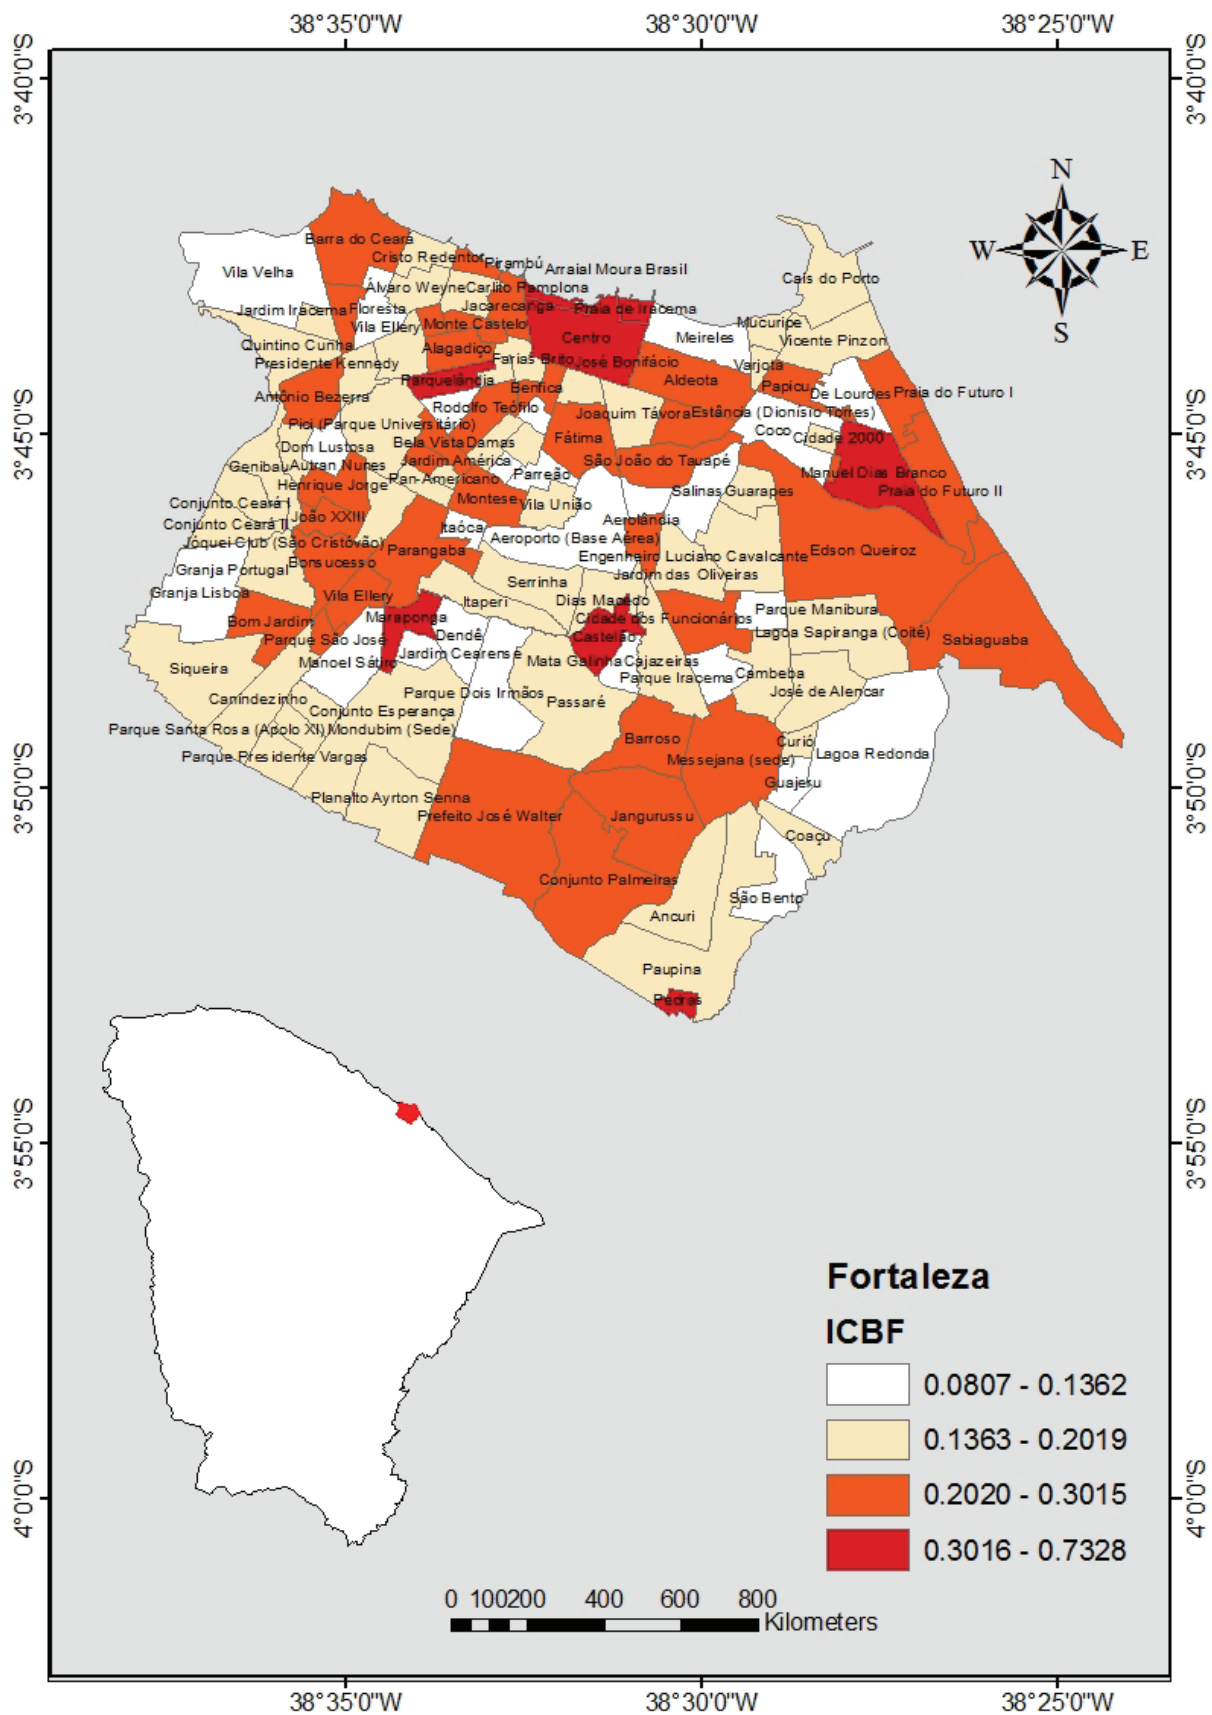 38°35'0"W
38°30'0"W
38°25'0"W
3°40'0"S
3°40'0"S
N
W
E
S
Barra do Ceará
Cristo Redentor
Pirambú
Arraial Moura Brasil
Vila Velha
Cais do Porto
Álvaro Weyne
Carlito Pamplona
Jardim Iracema
Floresta
Jacarecanga
Praia de Iracema
Vila Ellery
Monte Castelo
Mucuripe
Centro
Meireles
Vicente Pinzon
Quintino Cunha
Alagadiço
Presidente Kennedy
Farias Brito
José Bonifácio
Varjota
Parquelândia
Benfica
Aldeota
Papicu
De Lourdes
Praia do Futuro I
Antônio Bezerra
Rodolfo Teófilo
Joaquim Távora
Estância (Dionísio Torres)
3°45'0"S
3°45'0"S
Pici (Parque Universitário)
Coco
Cidade 2000
Dom Lustosa
Bela Vista
Damas
Fátima
Genibau
Autran Nunes
Jardim América
São João do Tauapé
Henrique Jorge
Pan-Americano
Parreão
Manuel Dias Branco
Salinas
Guarapes
Praia do Futuro II
Conjunto Ceará I
Montese
Vila União
Conjunto Ceará II
João XXIII
Itaóca
Aerolândia
Jóquei Club (São Cristóvão)
Parangaba
Aeroporto (Base Aérea)
Edson Queiroz
Bonsucesso
Engenheiro Luciano Cavalcante
Granja Portugal
Serrinha
Jardim das Oliveiras
Granja Lisboa
Vila Ellery
Itaperi
Dias Macêdo
Parque Manibura
Bom Jardim
Maraponga
Cidade dos Funcionários
Parque São José
Dendê
Castelão
Lagoa Sapiranga (Coité)
Sabiaguaba
Manoel Sátiro
Jardim Cearense
Mata Galinha
Cajazeiras
Siqueira
Parque Iracema
Cambeba
Canindezinho
Parque Dois Irmãos
Passaré
José de Alencar
Conjunto Esperança
Parque Santa Rosa (Apolo XI)
Mondubim (Sede)
Barroso
Curió
Parque Presidente Vargas
Messejana (sede)
Lagoa Redonda
Guajeru
3°50'0"S
3°50'0"S
Planalto Ayrton Senna
Prefeito José Walter
Jangurussu
Coaçu
Conjunto Palmeiras
São Bento
Ancuri
Paupina
Pedras
3°55'0"S
3°55'0"S
Fortaleza
ICBF
0.0807 - 0.1362
0.1363 - 0.2019
0.2020 - 0.3015
0.3016 - 0.7328
4°0'0"S
4°0'0"S
0 100 200 400 600 800
Kilometers
38°35'0"W
38°30'0"W
38°25'0"W